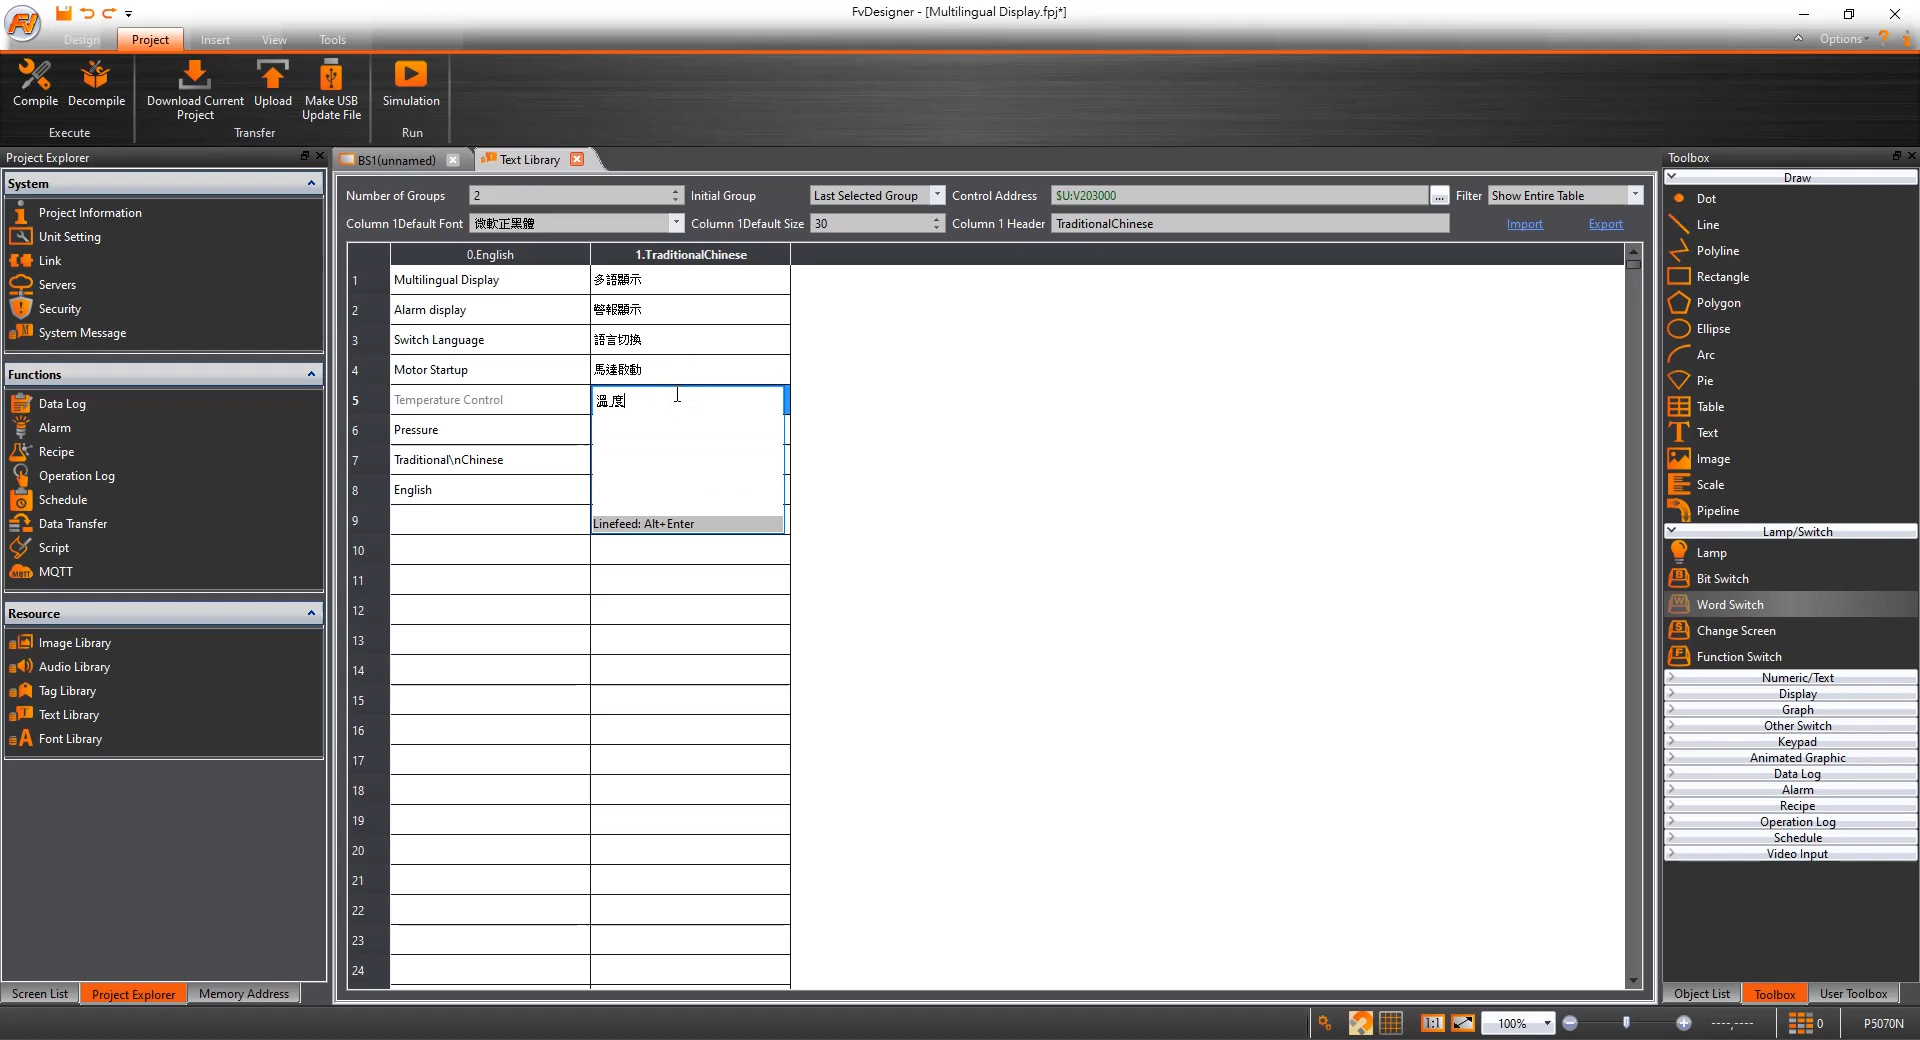 FvDesigner - [Multilingual Display.fpj*]
Design Project Insert View Tools
Options
Compile Decompile Download Current Project Upload Make USB Update File Simulation
Execute Transfer Run
Project Explorer
System
Project Information
Unit Setting
Link
Servers
Security
System Message
Functions
Data Log
Alarm
Recipe
Operation Log
Schedule
Data Transfer
Script
MQTT
Resource
Image Library
Audio Library
Tag Library
Text Library
Font Library
Screen List Project Explorer Memory Address
BS1(unnamed) Text Library
Number of Groups 2 Initial Group Last Selected Group Control Address $U:V203000 ... Filter Show Entire Table
Column 1Default Font 微軟正黑體 Column 1Default Size 30 Column 1 Header TraditionalChinese Import Export
0.English 1.TraditionalChinese
1 Multilingual Display 多語顯示
2 Alarm display 警報顯示
3 Switch Language 語言切換
4 Motor Startup 馬達啟動
5 Temperature Control 溫度
6 Pressure
7 Traditional\nChinese
8 English
9 Linefeed: Alt+Enter
10
11
12
13
14
15
16
17
18
19
20
21
22
23
24
Toolbox
Draw
Dot
Line
Polyline
Rectangle
Polygon
Ellipse
Arc
Pie
Table
Text
Image
Scale
Pipeline
Lamp/Switch
Lamp
Bit Switch
Word Switch
Change Screen
Function Switch
Numeric/Text
Display
Graph
Other Switch
Keypad
Animated Graphic
Data Log
Alarm
Recipe
Operation Log
Schedule
Video Input
Object List Toolbox User Toolbox
1:1 100% ----,---- 0 P5070N